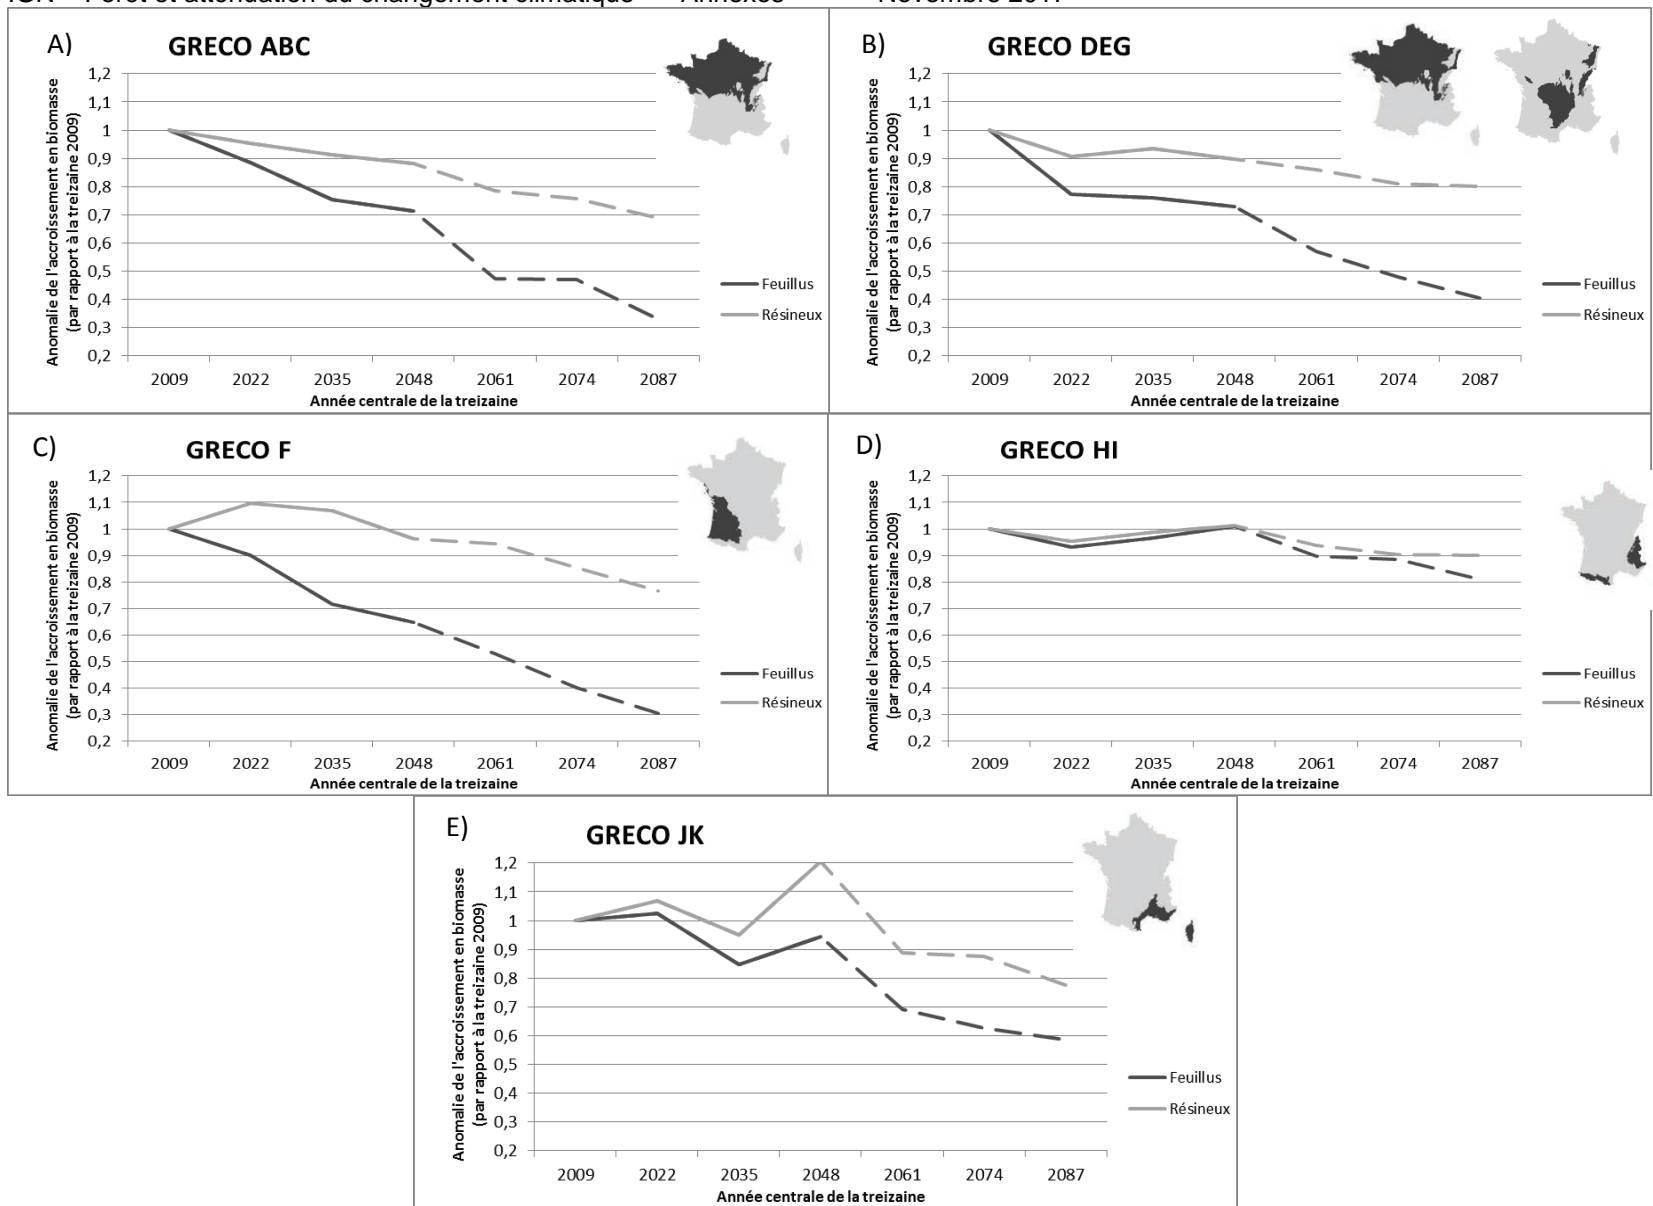 IGN – Forêt et atténuation du changement climatique – Annexes Novembre 2017
A) GRECO ABC
Anomalie de l'accroissement en biomasse
(par rapport à la treizaine 2009)
1,2
1,1
1
0,9
0,8
0,7
0,6
0,5
0,4
0,3
0,2
2009 2022 2035 2048 2061 2074 2087
Année centrale de la treizaine
Feuillus
Résineux
B) GRECO DEG
Anomalie de l'accroissement en biomasse
(par rapport à la treizaine 2009)
1,2
1,1
1
0,9
0,8
0,7
0,6
0,5
0,4
0,3
0,2
2009 2022 2035 2048 2061 2074 2087
Année centrale de la treizaine
Feuillus
Résineux
C) GRECO F
Anomalie de l'accroissement en biomasse
(par rapport à la treizaine 2009)
1,2
1,1
1
0,9
0,8
0,7
0,6
0,5
0,4
0,3
0,2
2009 2022 2035 2048 2061 2074 2087
Année centrale de la treizaine
Feuillus
Résineux
D) GRECO HI
Anomalie de l'accroissement en biomasse
(par rapport à la treizaine 2009)
1,2
1,1
1
0,9
0,8
0,7
0,6
0,5
0,4
0,3
0,2
2009 2022 2035 2048 2061 2074 2087
Année centrale de la treizaine
Feuillus
Résineux
E) GRECO JK
Anomalie de l'accroissement en biomasse
(par rapport à la treizaine 2009)
1,2
1,1
1
0,9
0,8
0,7
0,6
0,5
0,4
0,3
0,2
2009 2022 2035 2048 2061 2074 2087
Année centrale de la treizaine
Feuillus
Résineux